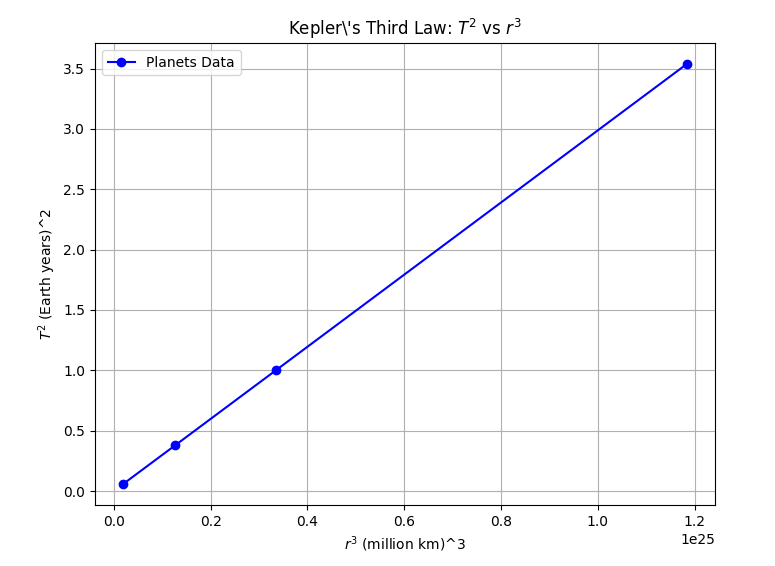 Kepler\'s Third Law: $T^2$ vs $r^3$
Planets Data
3.5
3.0
2.5
2.0
1.5
1.0
0.5
0.0
T² (Earth years)^2
0.0 0.2 0.4 0.6 0.8 1.0 1.2
1e25
r³ (million km)^3